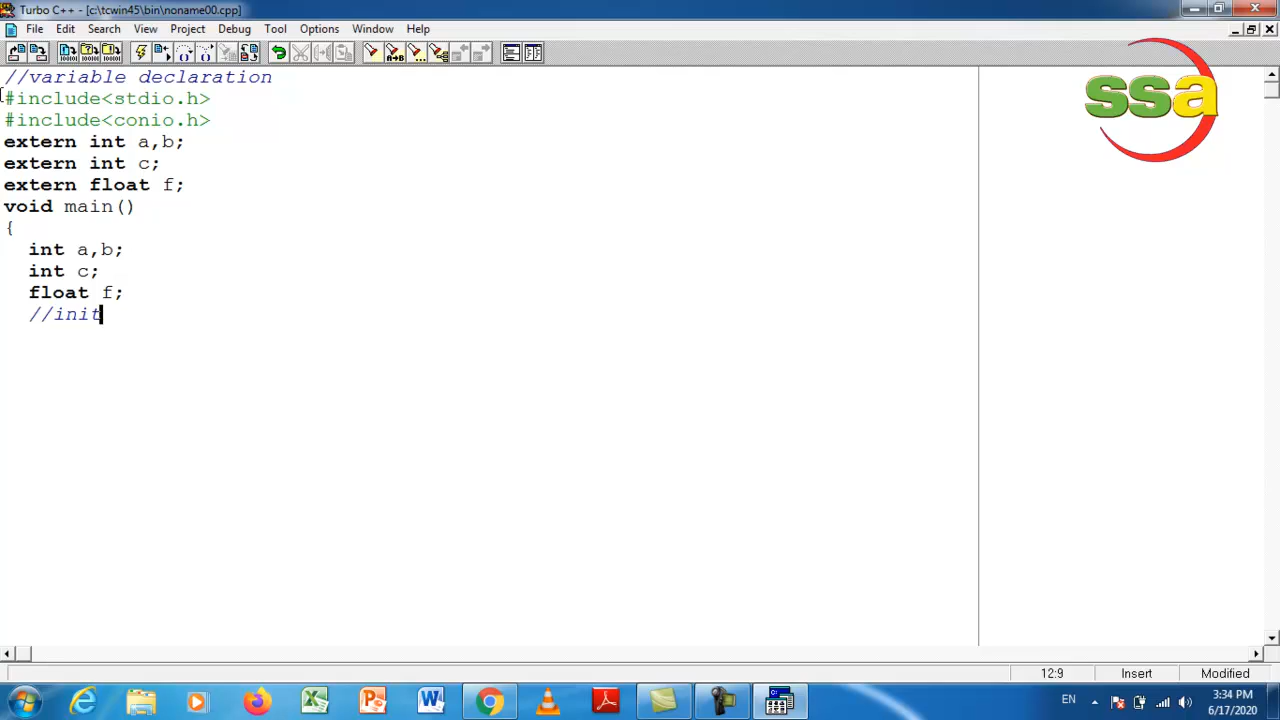 Turbo C++ - [c:\tcwin45\bin\noname00.cpp]
File Edit Search View Project Debug Tool Options Window Help
//variable declaration
#include<stdio.h>
#include<conio.h>
extern int a,b;
extern int c;
extern float f;
void main()
{
int a,b;
int c;
float f;
//init
ssa
12:9 Insert Modified
EN 3:34 PM
6/17/2020